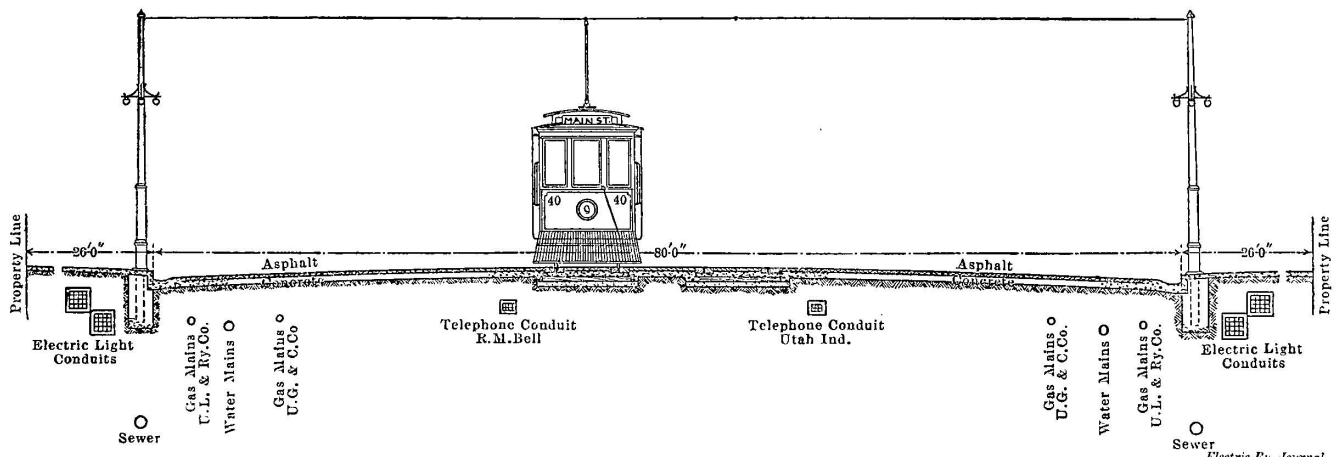 MAIN ST.
40 40
9
Property Line
26'0"
80'0"
26'0"
Property Line
Asphalt
Concrete
Asphalt
Concrete
Electric Light
Conduits
Gas Mains
U.L. & Ry.Co.
Water Mains
Gas Mains
U.G. & C.Co
Telephone Conduit
R.M.Bell
Telephone Conduit
Utah Ind.
Gas Mains
U.G. & C.Co.
Water Mains
Gas Mains
U.L. & Ry.Co.
Electric Light
Conduits
Sewer
Sewer
Electric Ry. Journal